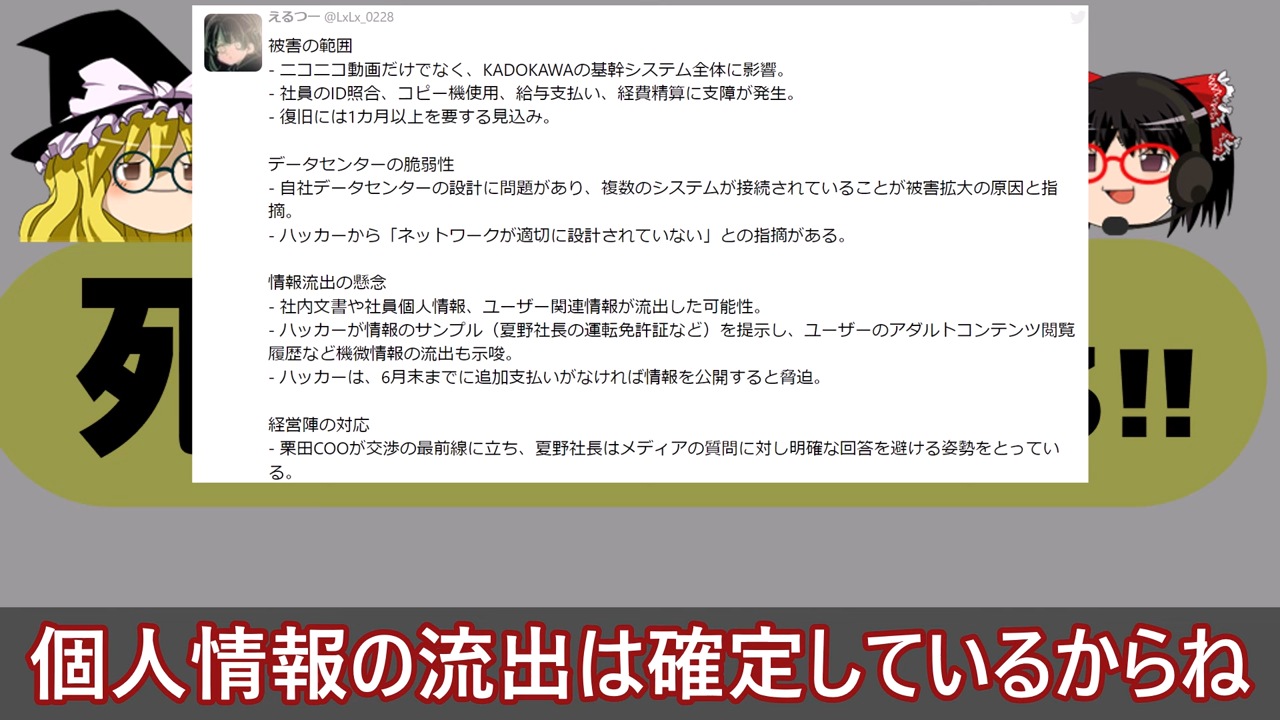 えるつー @LxLx_0228
被害の範囲
- ニコニコ動画だけでなく、KADOKAWAの基幹システム全体に影響。
- 社員のID照合、コピー機使用、給与支払い、経費精算に支障が発生。
- 復旧には1カ月以上を要する見込み。
データセンターの脆弱性
- 自社データセンターの設計に問題があり、複数のシステムが接続されていることが被害拡大の原因と指
摘。
- ハッカーから「ネットワークが適切に設計されていない」との指摘がある。
情報流出の懸念
- 社内文書や社員個人情報、ユーザー関連情報が流出した可能性。
- ハッカーが情報のサンプル（夏野社長の運転免許証など）を提示し、ユーザーのアダルトコンテンツ閲覧
履歴など機微情報の流出も示唆。
- ハッカーは、6月末までに追加支払いがなければ情報を公開すると脅迫。
経営陣の対応
- 栗田COOが交渉の最前線に立ち、夏野社長はメディアの質問に対し明確な回答を避ける姿勢をとってい
る。
死 !!
個人情報の流出は確定しているからね